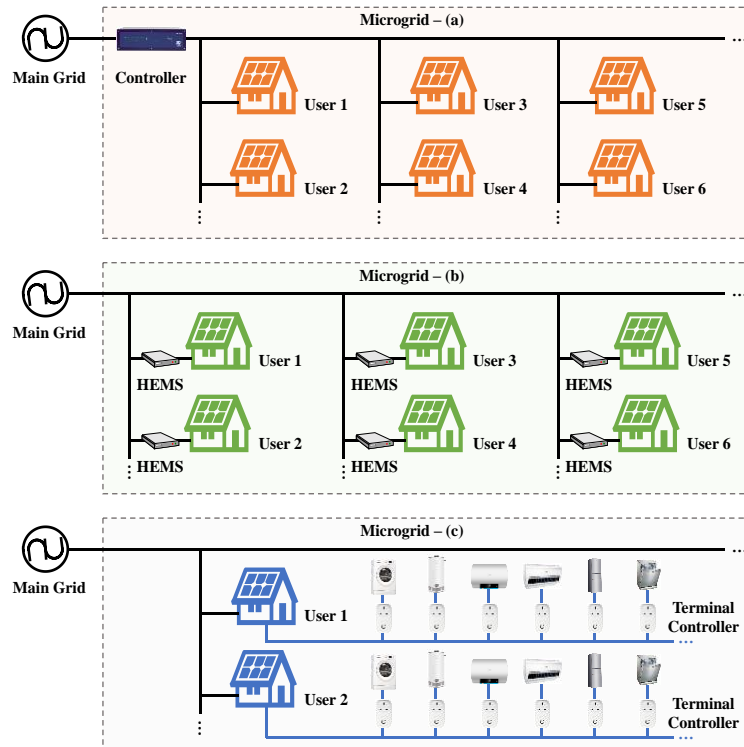 Microgrid – (a)
...
Main Grid
Controller
User 1
User 3
User 5
User 2
User 4
User 6
...
...
...
Microgrid – (b)
...
Main Grid
User 1
User 3
User 5
HEMS
HEMS
HEMS
User 2
User 4
User 6
HEMS
HEMS
HEMS
...
...
...
Microgrid – (c)
...
Main Grid
User 1
Terminal
Controller
...
User 2
Terminal
Controller
...
...